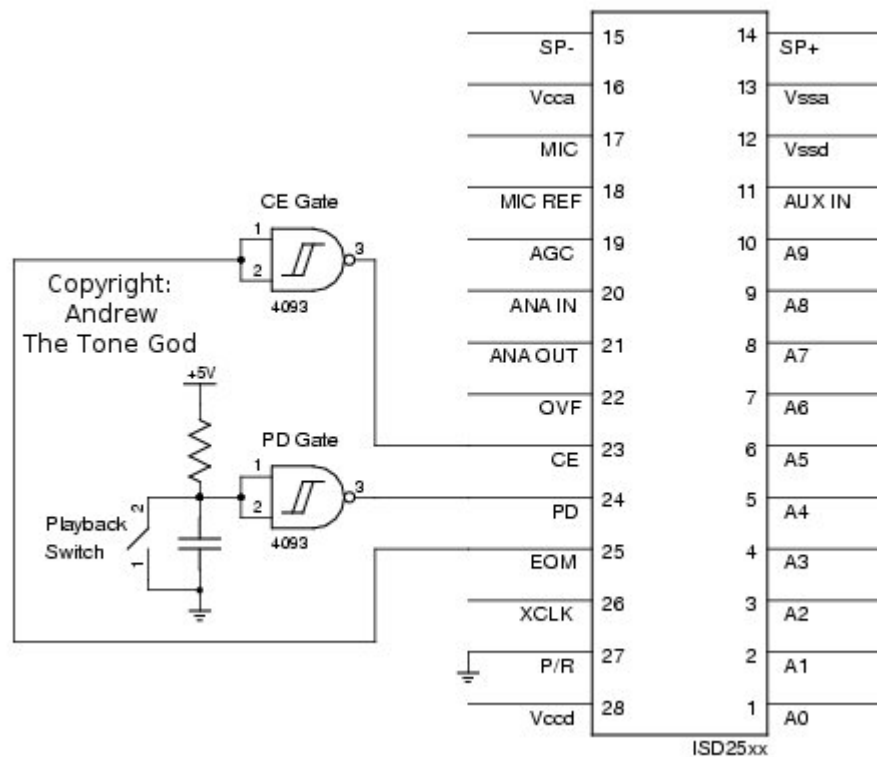 15 14
SP- SP+
16 13
Vcca Vssa
17 12
MIC Vssd
18 11
MIC REF AUX IN
CE Gate
1
2
3
4093
19 10
AGC A9
20 9
ANA IN A8
21 8
ANA OUT A7
22 7
OVF A6
23 6
CE A5
24 5
PD A4
25 4
EOM A3
26 3
XCLK A2
27 2
P/R A1
28 1
Vccd A0
ISD25xx
Copyright:
Andrew
The Tone God
+5V
PD Gate
1
2
3
4093
Playback
Switch
2
1